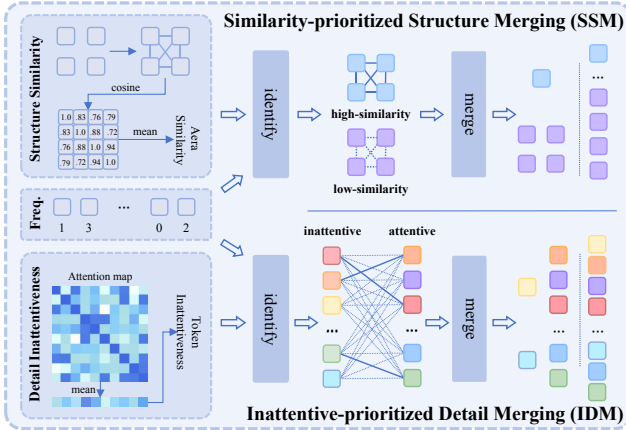 Similarity-prioritized Structure Merging (SSM)
Structure Similarity
cosine
1.0 .83 .76 .79
.83 1.0 .88 .72
.76 .88 1.0 .94
.79 .72 .94 1.0
mean
Aera
Similarity
identify
high-similarity
low-similarity
merge
...
Freq.
...
1 3 0 2
Detail Inattentiveness
Attention map
mean
Token
Inattentiveness
identify
inattentive attentive
... ...
merge
... ...
Inattentive-prioritized Detail Merging (IDM)